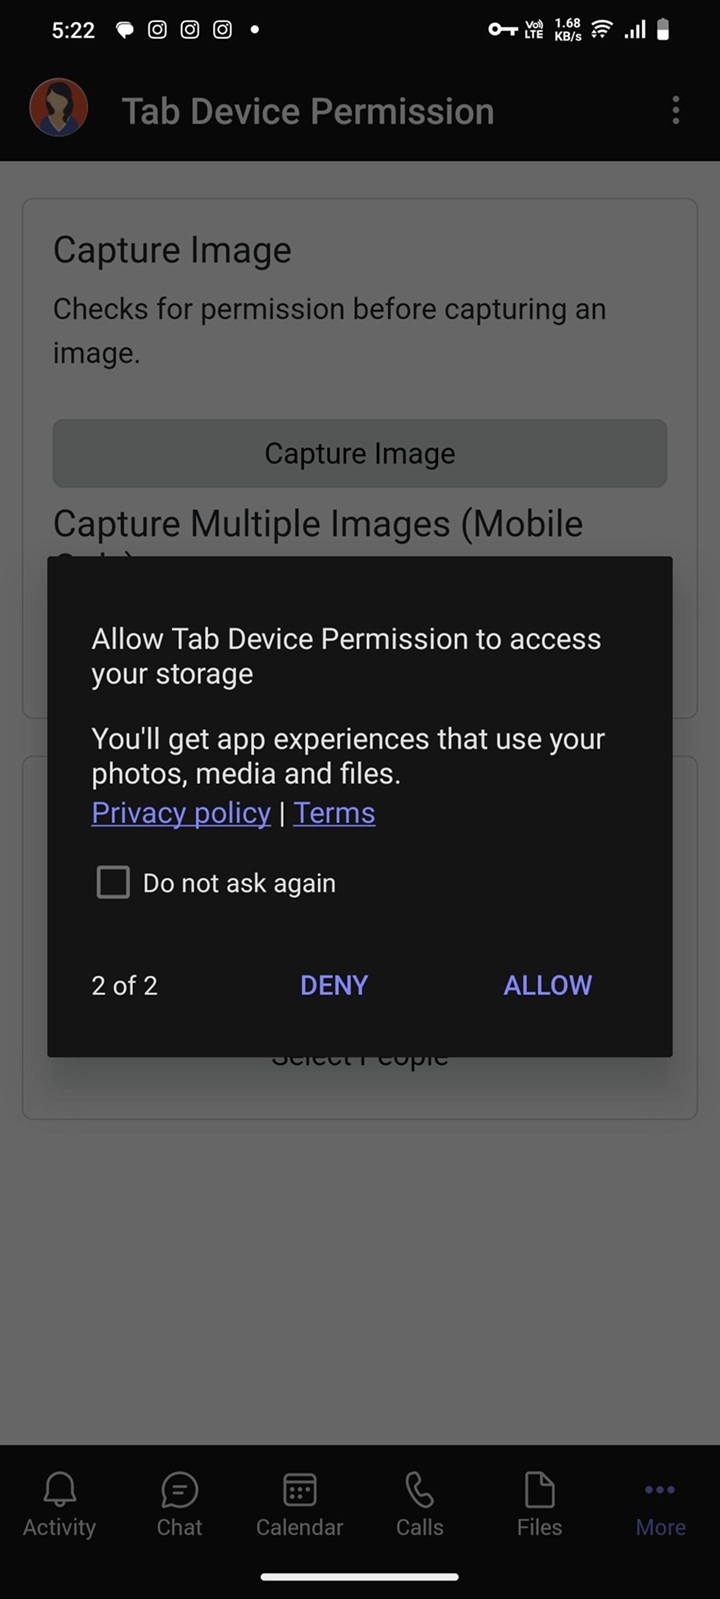 5:22
Vo) LTE
1.68 KB/s
Tab Device Permission
Capture Image
Checks for permission before capturing an
image.
Capture Image
Capture Multiple Images (Mobile
Allow Tab Device Permission to access
your storage
You'll get app experiences that use your
photos, media and files.
Privacy policy | Terms
Do not ask again
2 of 2 DENY ALLOW
Select People
Activity Chat Calendar Calls Files More